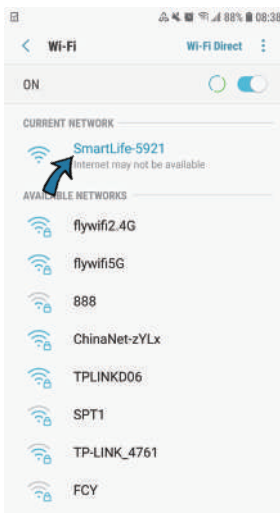 88% 08:38
Wi-Fi Wi-Fi Direct
ON
CURRENT NETWORK
SmartLife-5921
Internet may not be available
AVAILABLE NETWORKS
flywifi2.4G
flywifi5G
888
ChinaNet-zYLx
TPLINKD06
SPT1
TP-LINK_4761
FCY